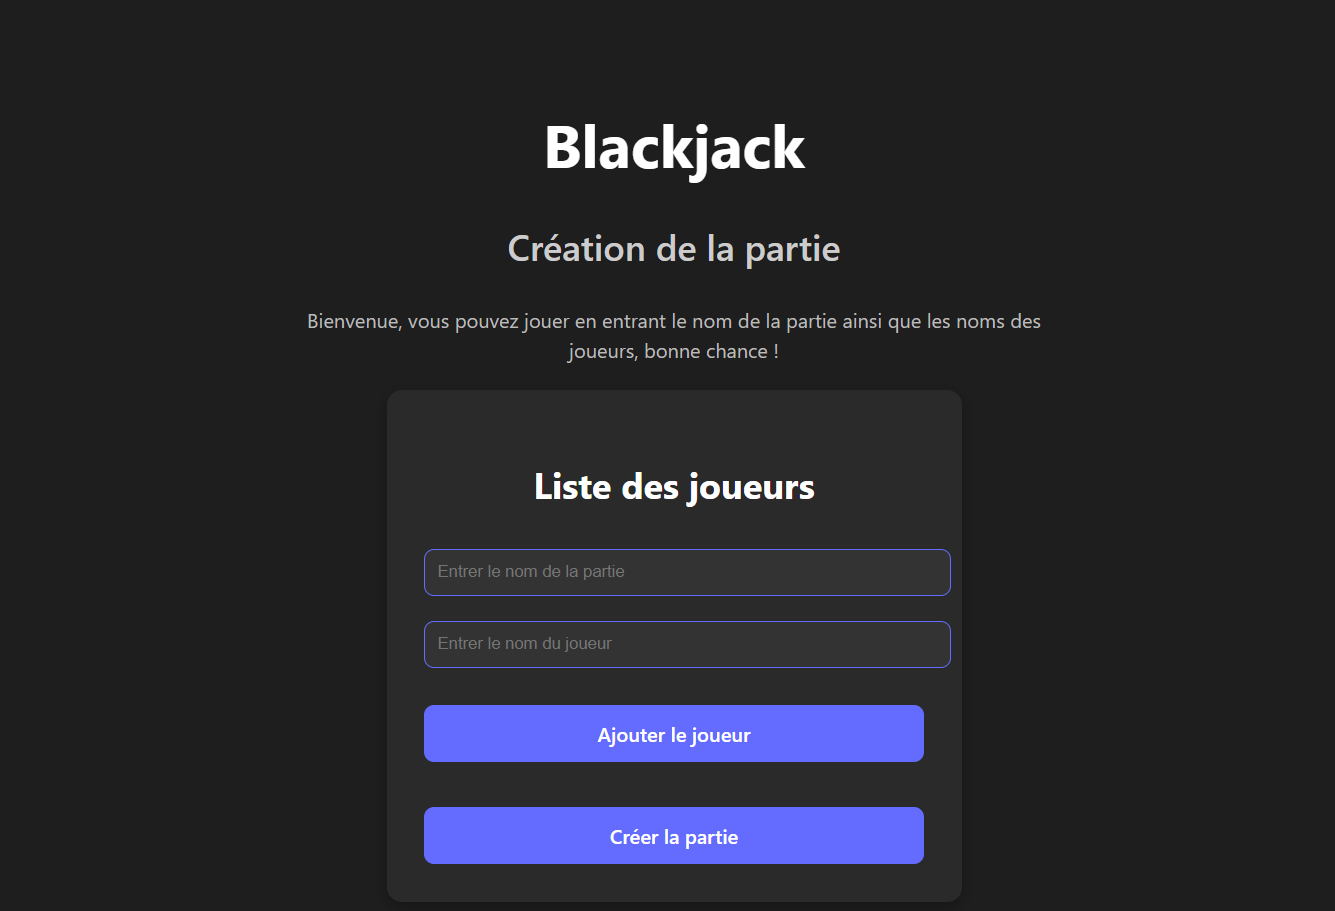 Blackjack
Création de la partie
Bienvenue, vous pouvez jouer en entrant le nom de la partie ainsi que les noms des
joueurs, bonne chance !
Liste des joueurs
Entrer le nom de la partie
Entrer le nom du joueur
Ajouter le joueur
Créer la partie